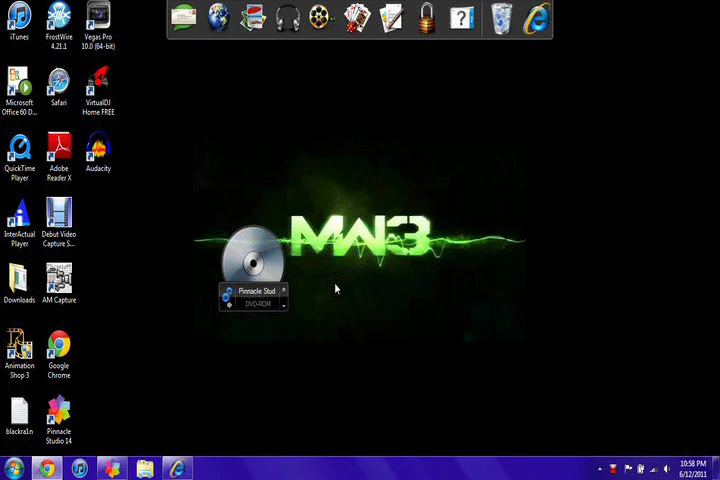 iTunes
FrostWire
4.21.1
Vegas Pro
10.0 (64-bit)
Microsoft
Office 60 D...
Safari
VirtualDJ
Home FREE
QuickTime
Player
Adobe
Reader X
Audacity
InterActual
Player
Debut Video
Capture S...
Downloads
AM Capture
Animation
Shop 3
Google
Chrome
blackra1n
Pinnacle
Studio 14
MW3
Pinnacle Stud
DVD-ROM
10:58 PM
6/12/2011